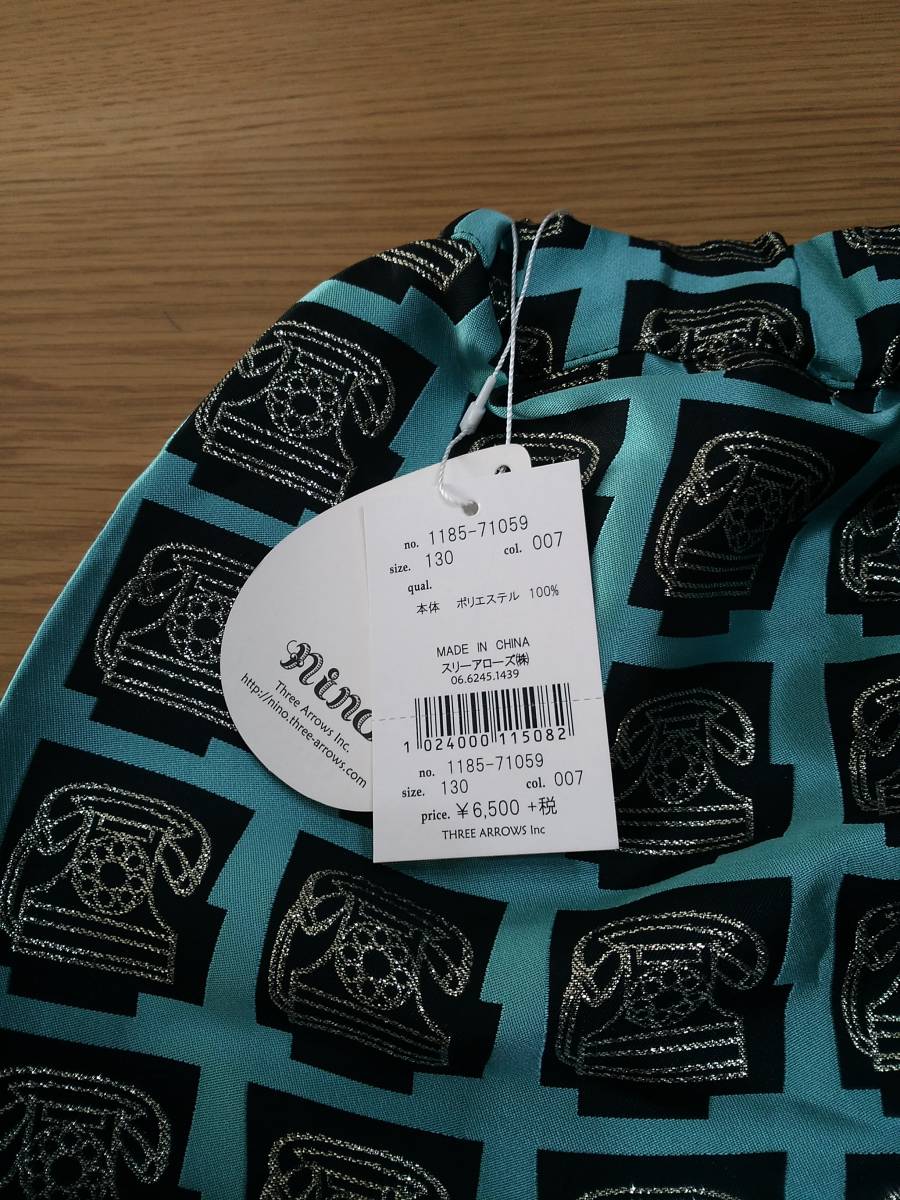 no. 1185-71059
size. 130 col. 007
qual.
本体 ポリエステル 100%
MADE IN CHINA
スリーアローズ㈱
06.6245.1439
1 024000 115082
no. 1185-71059
size. 130 col. 007
price. ¥6,500 +税
THREE ARROWS Inc
nino
Three Arrows Inc.
http://nino.three-arrows.com